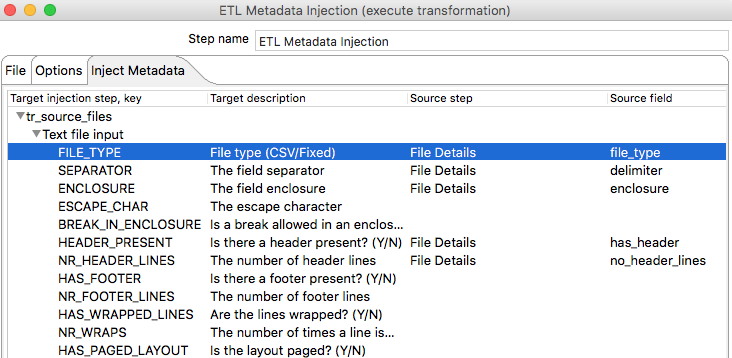 ETL Metadata Injection (execute transformation)
Step name ETL Metadata Injection
File Options Inject Metadata
Target injection step, key Target description Source step Source field
tr_source_files
Text file input
FILE_TYPE File type (CSV/Fixed) File Details file_type
SEPARATOR The field separator File Details delimiter
ENCLOSURE The field enclosure File Details enclosure
ESCAPE_CHAR The escape character
BREAK_IN_ENCLOSURE Is a break allowed in an enclos...
HEADER_PRESENT Is there a header present? (Y/N) File Details has_header
NR_HEADER_LINES The number of header lines File Details no_header_lines
HAS_FOOTER Is there a footer present? (Y/N)
NR_FOOTER_LINES The number of footer lines
HAS_WRAPPED_LINES Are the lines wrapped? (Y/N)
NR_WRAPS The number of times a line is...
HAS_PAGED_LAYOUT Is the layout paged? (Y/N)